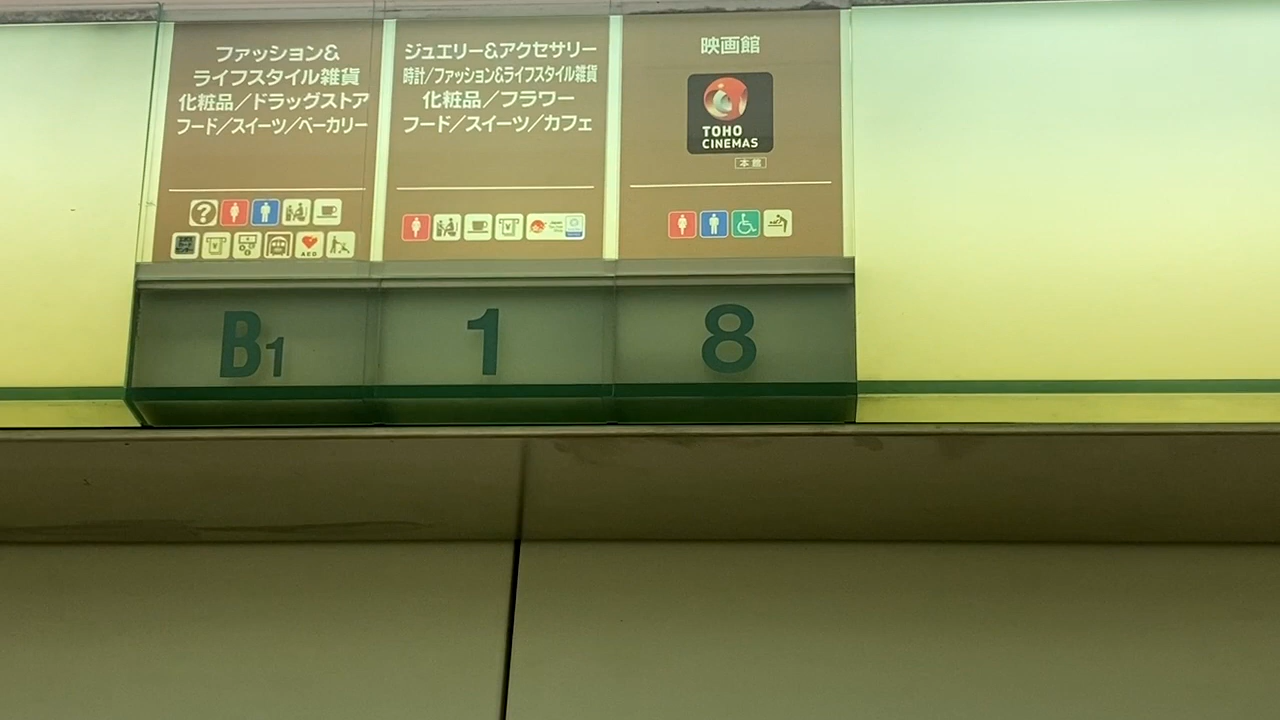 ファッション&
ライフスタイル雑貨
化粧品/ドラッグストア
フード/スイーツ/ベーカリー
?
AED
B1
ジュエリー&アクセサリー
時計/ファッション&ライフスタイル雑貨
化粧品/フラワー
フード/スイーツ/カフェ
1
映画館
TOHO
CINEMAS
本館
8